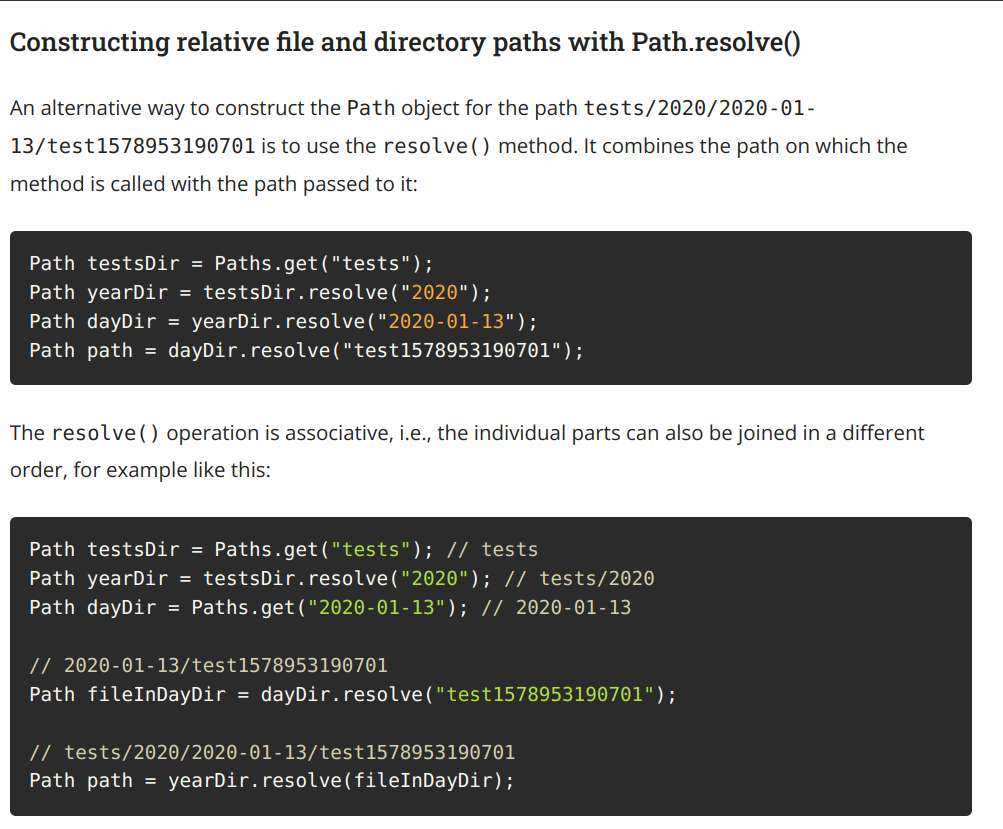 Constructing relative file and directory paths with Path.resolve()
An alternative way to construct the Path object for the path tests/2020/2020-01-
13/test1578953190701 is to use the resolve() method. It combines the path on which the
method is called with the path passed to it:
Path testsDir = Paths.get("tests");
Path yearDir = testsDir.resolve("2020");
Path dayDir = yearDir.resolve("2020-01-13");
Path path = dayDir.resolve("test1578953190701");
The resolve() operation is associative, i.e., the individual parts can also be joined in a different
order, for example like this:
Path testsDir = Paths.get("tests"); // tests
Path yearDir = testsDir.resolve("2020"); // tests/2020
Path dayDir = Paths.get("2020-01-13"); // 2020-01-13
// 2020-01-13/test1578953190701
Path fileInDayDir = dayDir.resolve("test1578953190701");
// tests/2020/2020-01-13/test1578953190701
Path path = yearDir.resolve(fileInDayDir);